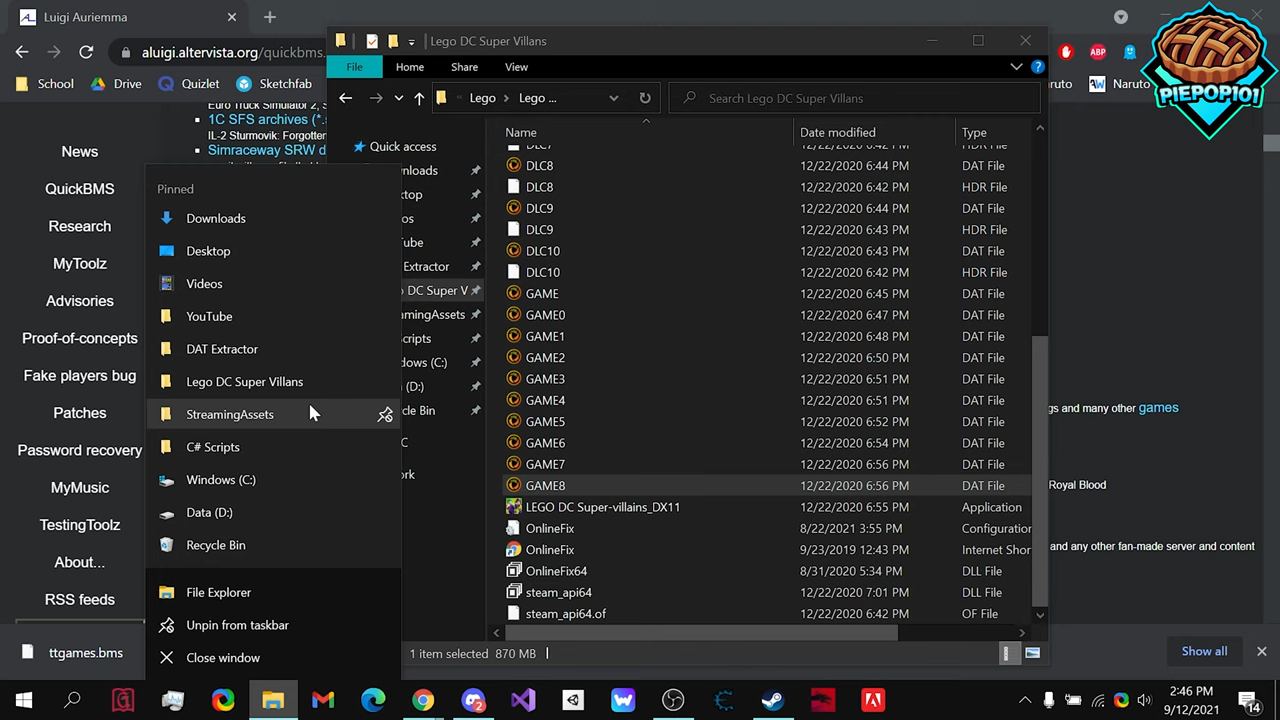 Luigi Auriemma
aluigi.altervista.org/quickbms.
School
Drive
Quizlet
Sketchfab
Naruto
PIEPOP101
ABP
Euro Truck Simulator 2, S
1C SFS archives (*.s
IL-2 Sturmovik: Forgotten
Simraceway SRW d
News
QuickBMS
Research
MyToolz
Advisories
Proof-of-concepts
Fake players bug
Patches
Password recovery
MyMusic
TestingToolz
About...
RSS feeds
Pinned
Downloads
Desktop
Videos
YouTube
DAT Extractor
Lego DC Super Villans
StreamingAssets
C# Scripts
Windows (C:)
Data (D:)
Recycle Bin
File Explorer
Unpin from taskbar
Close window
Lego DC Super Villans
File
Home
Share
View
Lego
Lego ...
Search Lego DC Super Villans
Quick access
Name
Date modified
Type
DLC8 12/22/2020 6:44 PM DAT File
DLC8 12/22/2020 6:42 PM HDR File
DLC9 12/22/2020 6:44 PM DAT File
DLC9 12/22/2020 6:42 PM HDR File
DLC10 12/22/2020 6:43 PM DAT File
DLC10 12/22/2020 6:42 PM HDR File
GAME 12/22/2020 6:45 PM DAT File
GAME0 12/22/2020 6:47 PM DAT File
GAME1 12/22/2020 6:48 PM DAT File
GAME2 12/22/2020 6:50 PM DAT File
GAME3 12/22/2020 6:51 PM DAT File
GAME4 12/22/2020 6:51 PM DAT File
GAME5 12/22/2020 6:52 PM DAT File
GAME6 12/22/2020 6:54 PM DAT File
GAME7 12/22/2020 6:56 PM DAT File
GAME8 12/22/2020 6:56 PM DAT File
LEGO DC Super-villains_DX11 12/22/2020 6:55 PM Application
OnlineFix 8/22/2021 3:55 PM Configuration
OnlineFix 9/23/2019 12:43 PM Internet Shor
OnlineFix64 8/31/2020 5:34 PM DLL File
steam_api64 12/22/2020 7:01 PM DLL File
steam_api64.of 12/22/2020 6:42 PM OF File
1 item selected 870 MB
gs and many other games
Royal Blood
and any other fan-made server and content
ttgames.bms
Show all
2:46 PM
9/12/2021
14